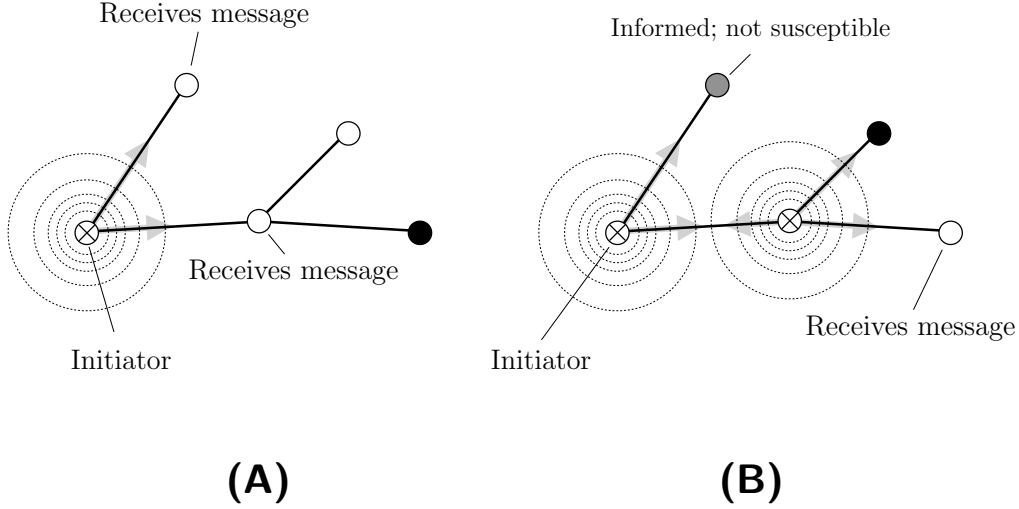 Receives message
Receives message
Initiator
(A)
Informed; not susceptible
Receives message
Initiator
(B)